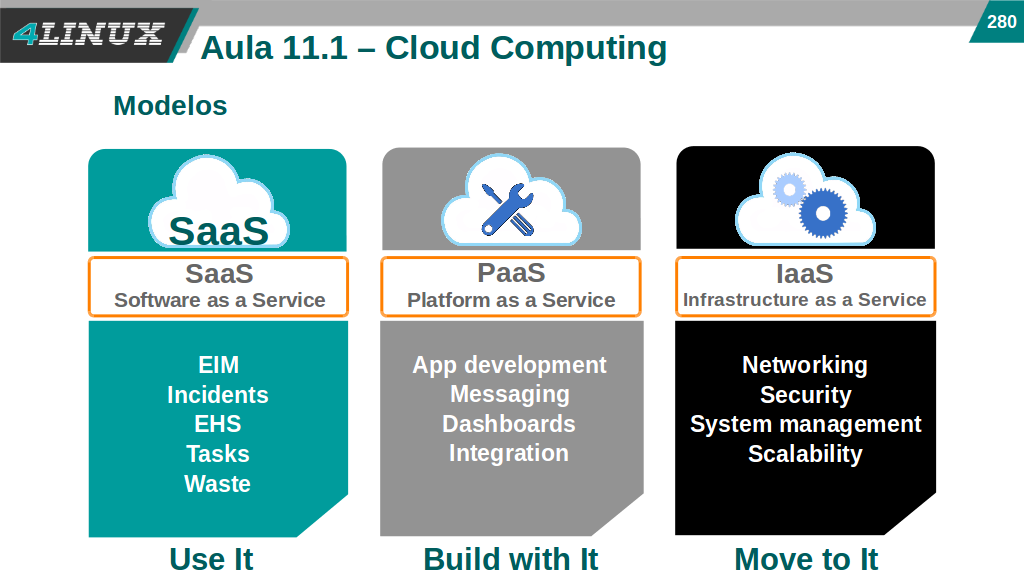 4LINUX
280
Aula 11.1 – Cloud Computing
Modelos
SaaS
SaaS
Software as a Service
EIM
Incidents
EHS
Tasks
Waste
Use It
PaaS
Platform as a Service
App development
Messaging
Dashboards
Integration
Build with It
IaaS
Infrastructure as a Service
Networking
Security
System management
Scalability
Move to It